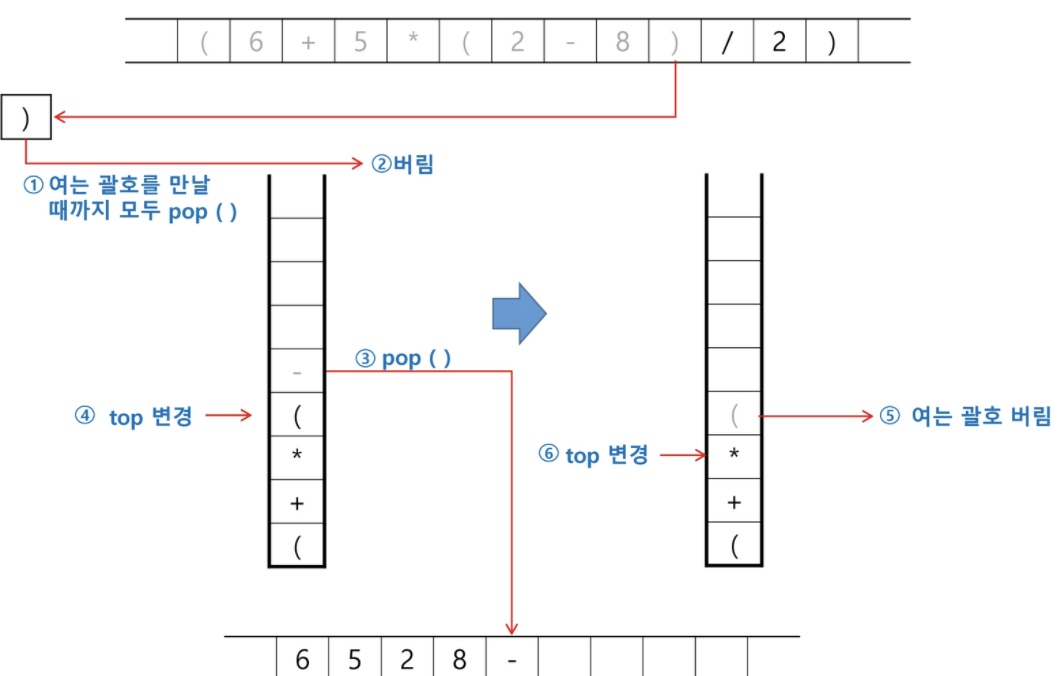 ( 6 + 5 * ( 2 - 8 ) / 2 )
)
②버림
① 여는 괄호를 만날
때까지 모두 pop ( )
③ pop ( )
-
④ top 변경
(
*
+
(
(
⑤ 여는 괄호 버림
⑥ top 변경
*
+
(
6 5 2 8 -